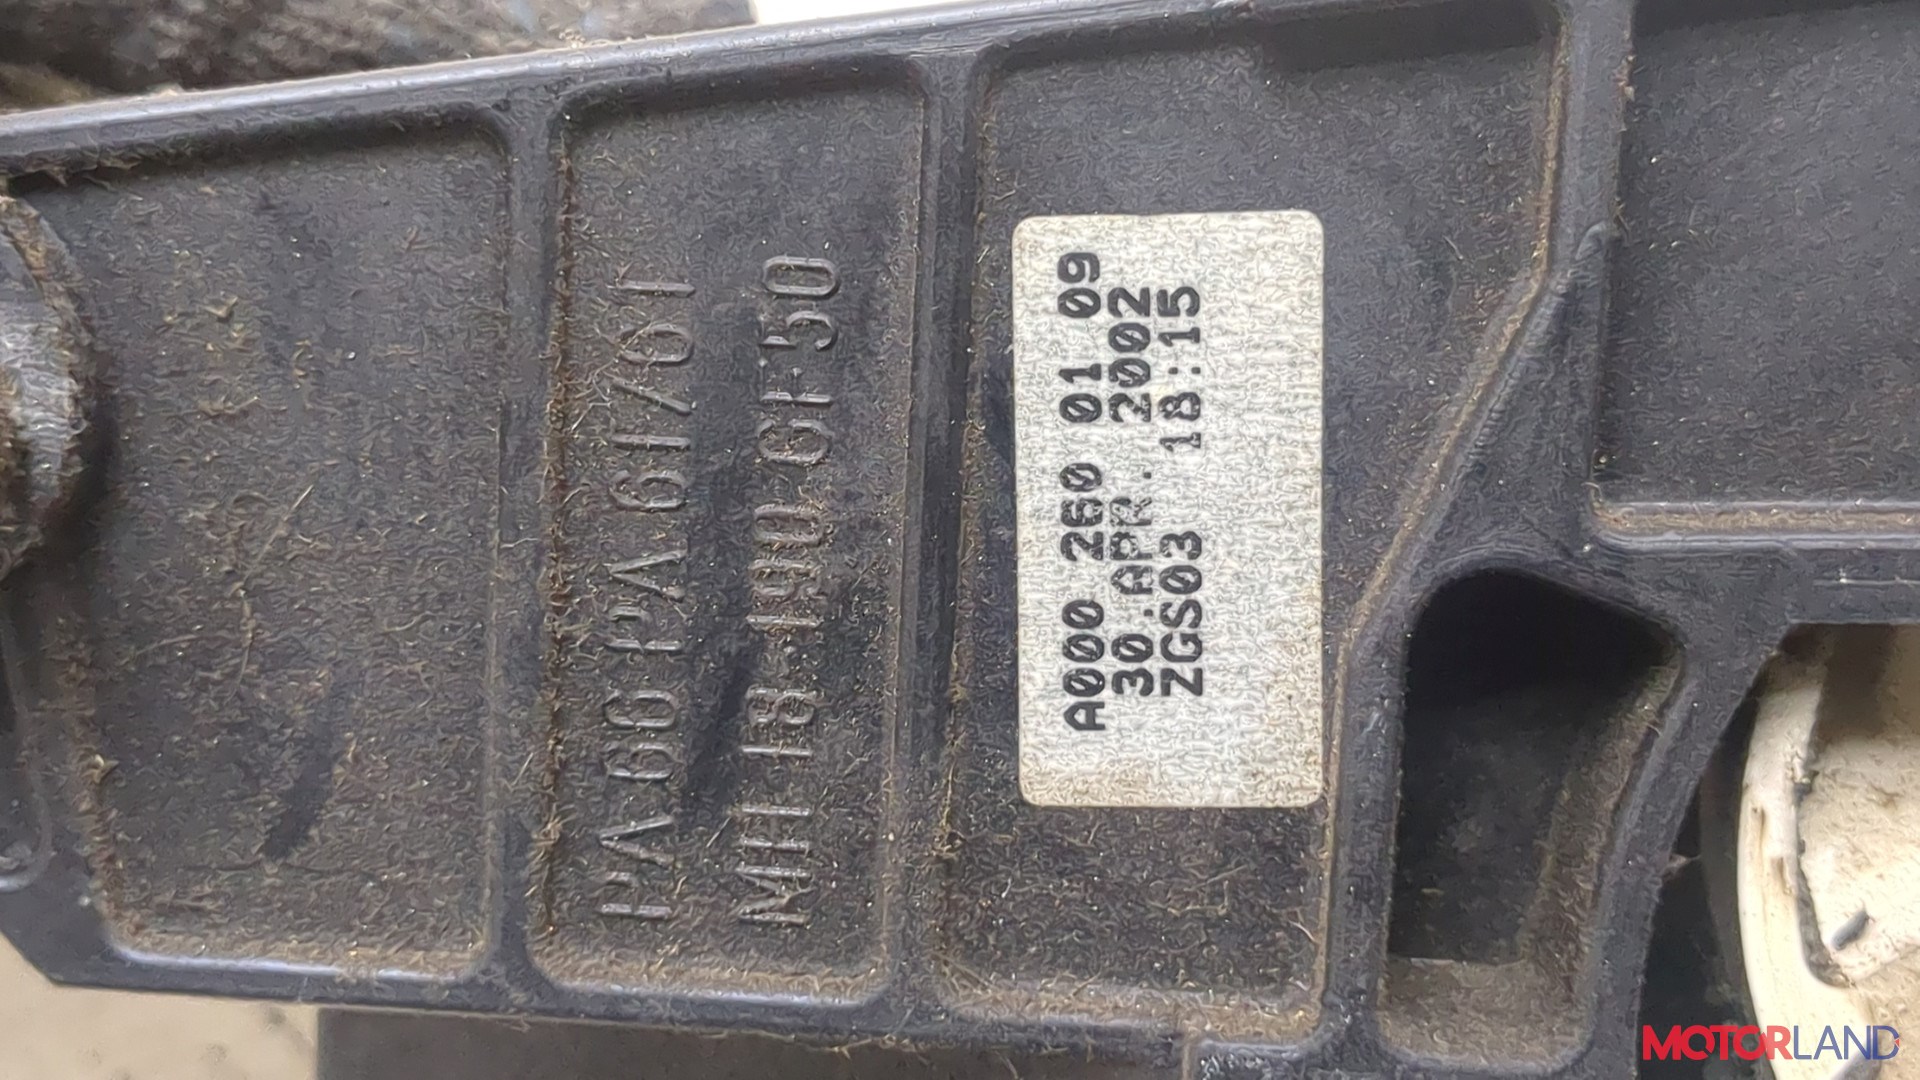 PA66 PA 6I/6T
MH 18-190 GF50
A000 260 01 09
30.APR. 2002
ZGS03 18:15
MOTORLAND